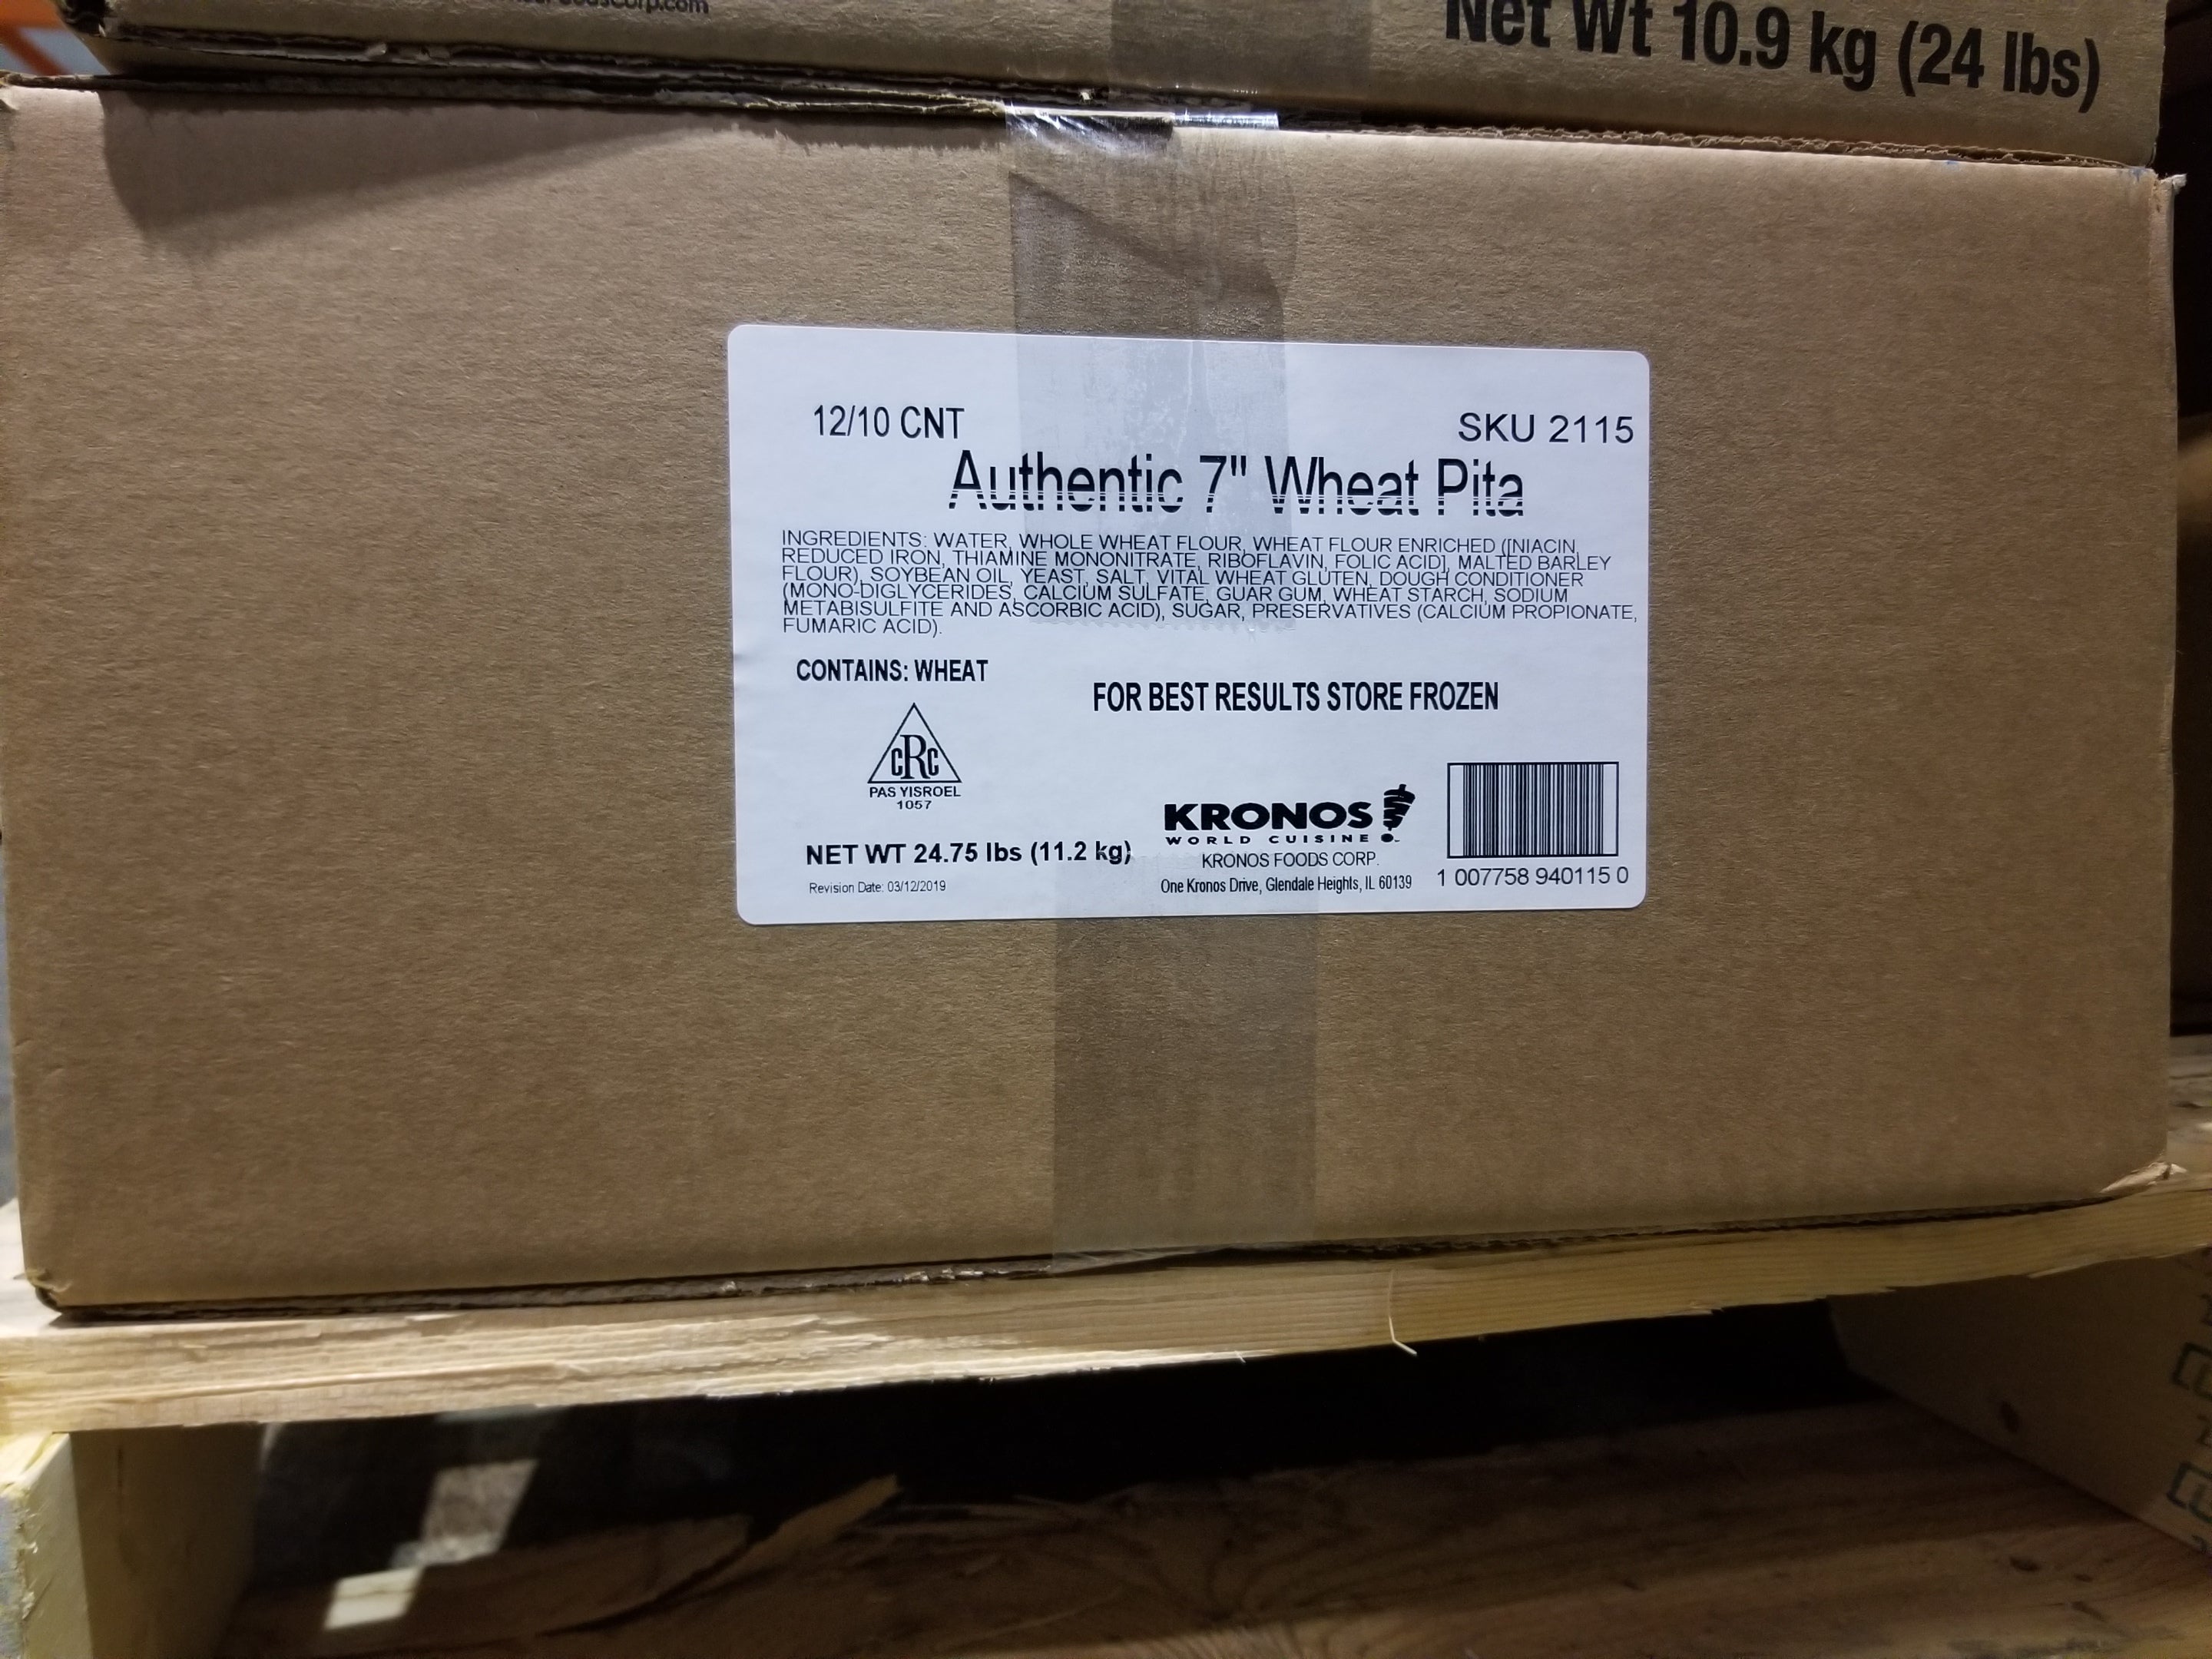 Corp.com
Net Wt 10.9 kg (24 lbs)
12/10 CNT
SKU 2115
Authentic 7" Wheat Pita
INGREDIENTS: WATER, WHOLE WHEAT FLOUR, WHEAT FLOUR ENRICHED ([NIACIN,
REDUCED IRON, THIAMINE MONONITRATE, RIBOFLAVIN, FOLIC ACID], MALTED BARLEY
FLOUR), SOYBEAN OIL, YEAST, SALT, VITAL WHEAT GLUTEN, DOUGH CONDITIONER
(MONO-DIGLYCERIDES, CALCIUM SULFATE, GUAR GUM, WHEAT STARCH, SODIUM
METABISULFITE AND ASCORBIC ACID), SUGAR, PRESERVATIVES (CALCIUM PROPIONATE,
FUMARIC ACID).
CONTAINS: WHEAT
FOR BEST RESULTS STORE FROZEN
cRc
PAS YISROEL
1057
KRONOS
WORLD CUISINE
NET WT 24.75 lbs (11.2 kg)
KRONOS FOODS CORP.
Revision Date: 03/12/2019
One Kronos Drive, Glendale Heights, IL 60139
1 007758 940115 0